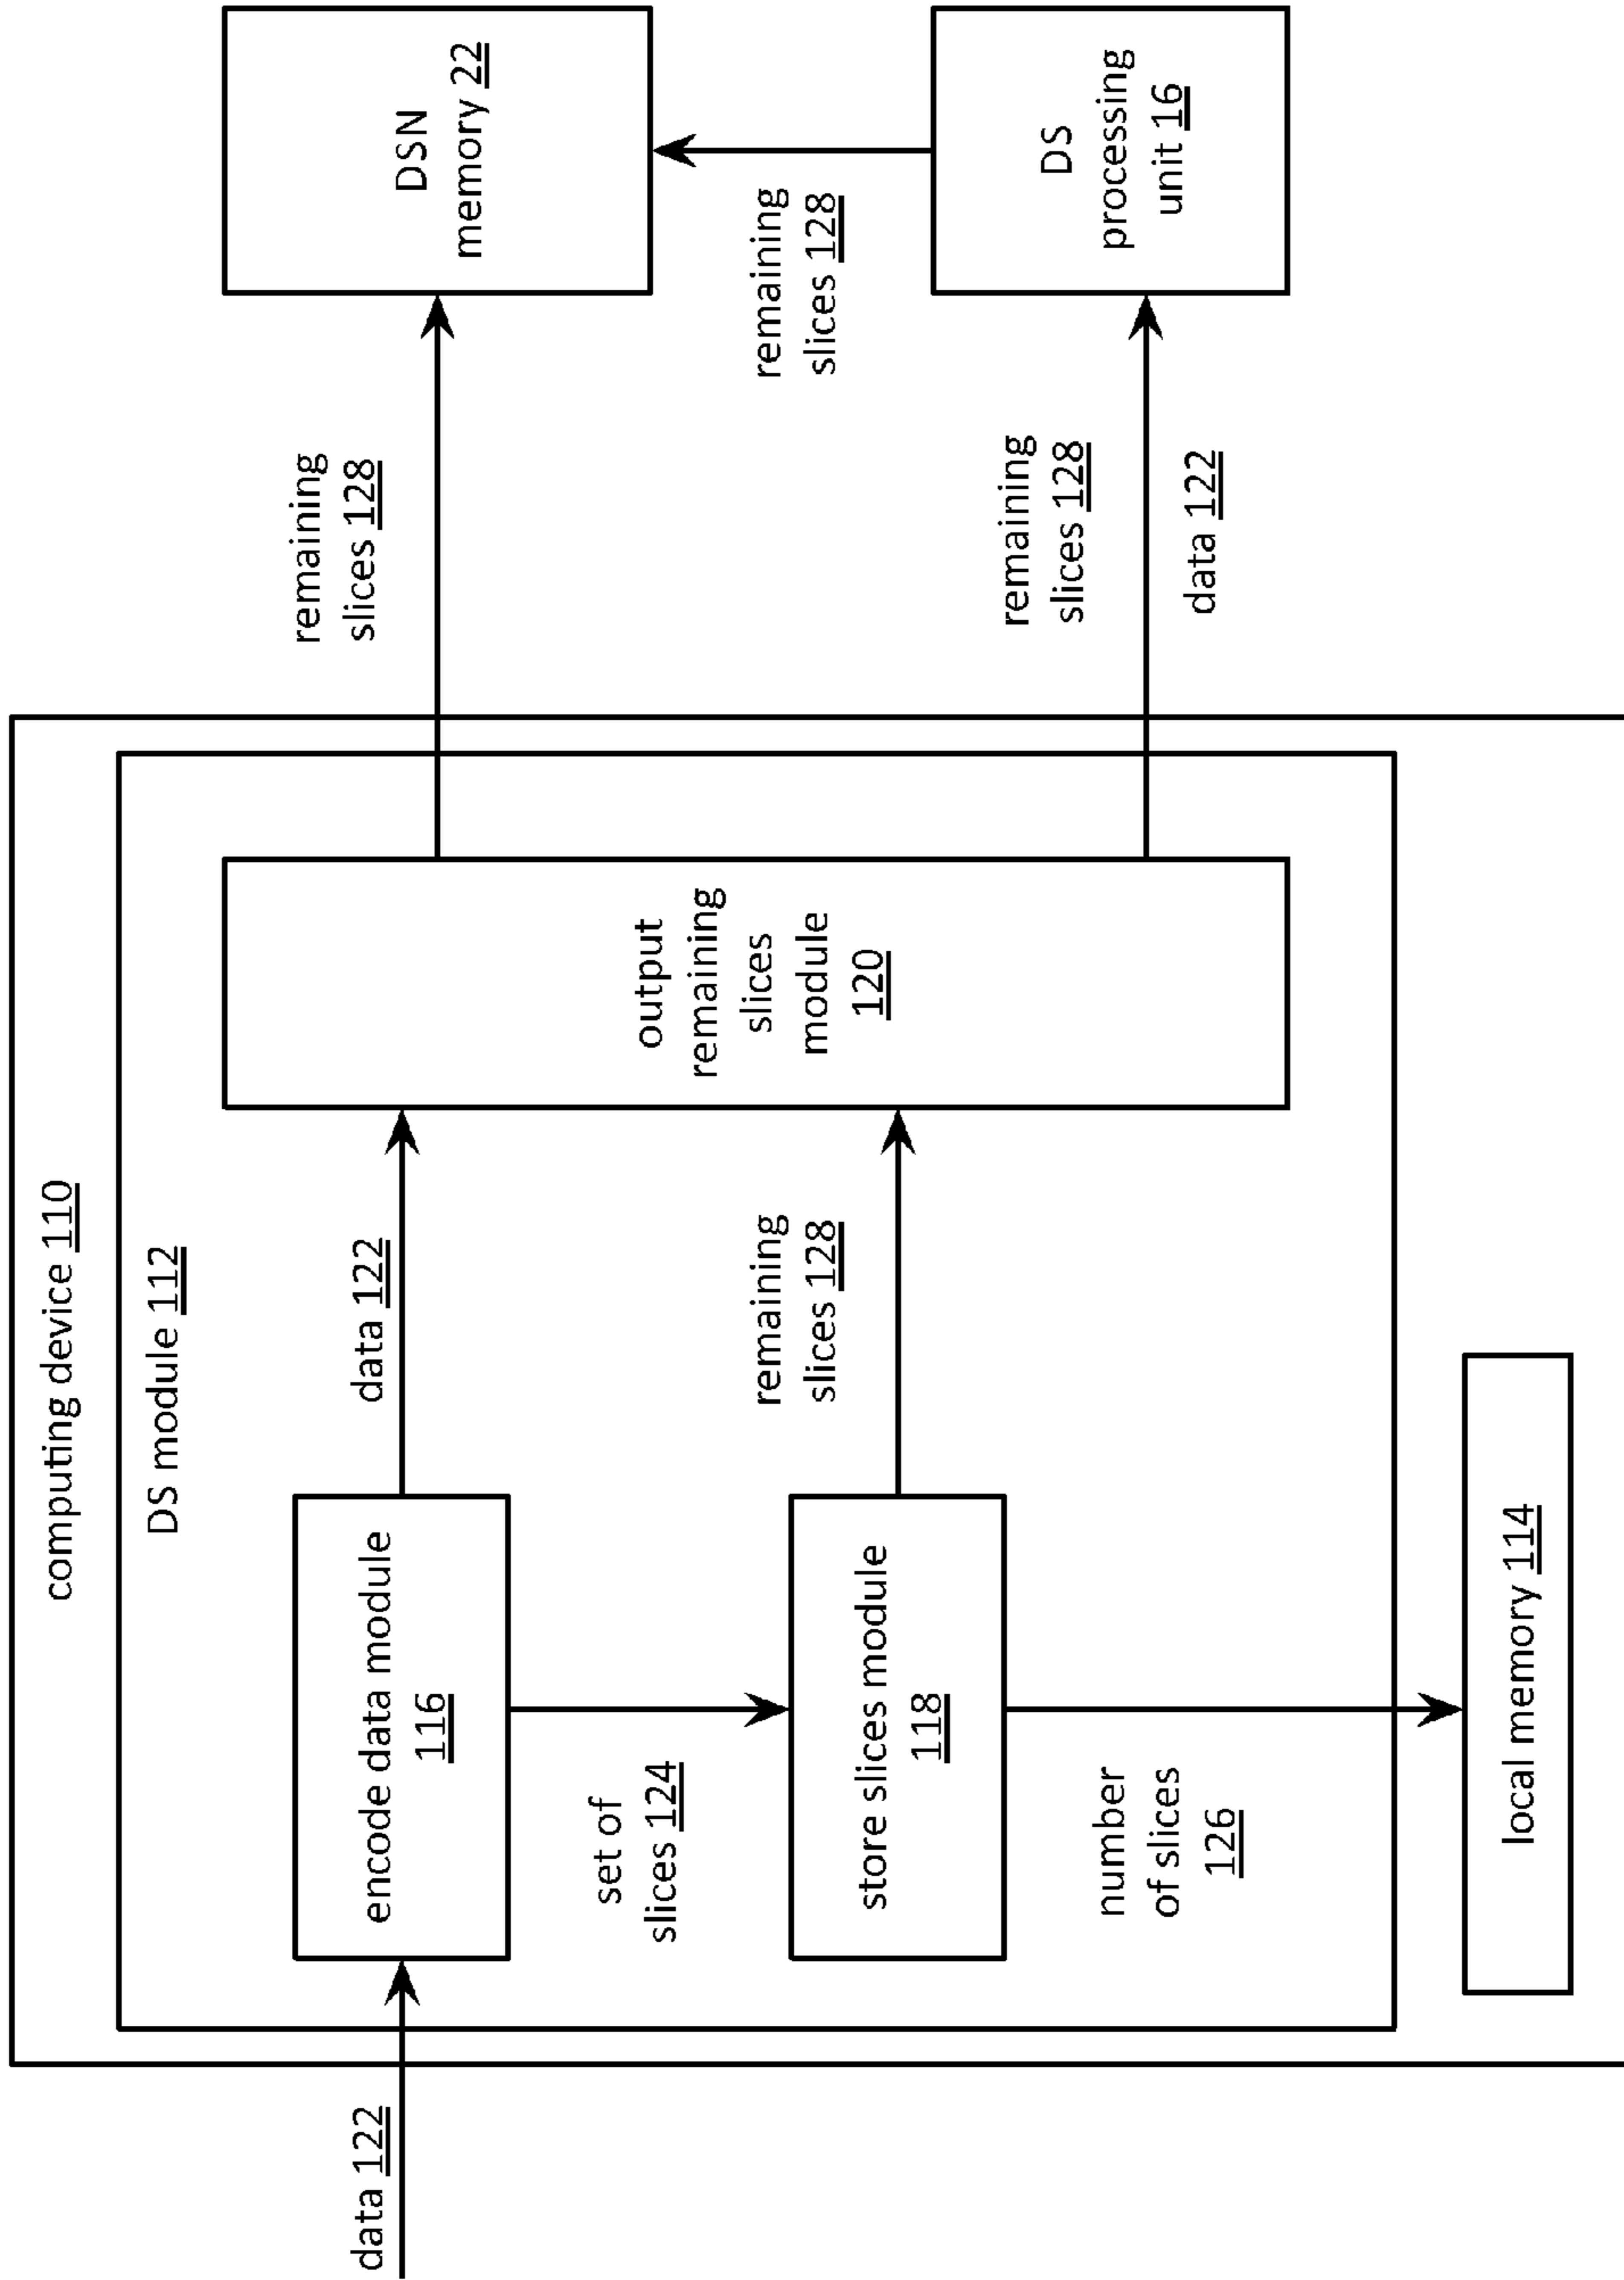 computing device 110
DS module 112
data 122
encode data module
116
data 122
set of
slices 124
store slices module
118
remaining
slices 128
number
of slices
126
local memory 114
output
remaining
slices
module
120
remaining
slices 128
DSN
memory 22
remaining
slices 128
remaining
slices 128
data 122
DS
processing
unit 16